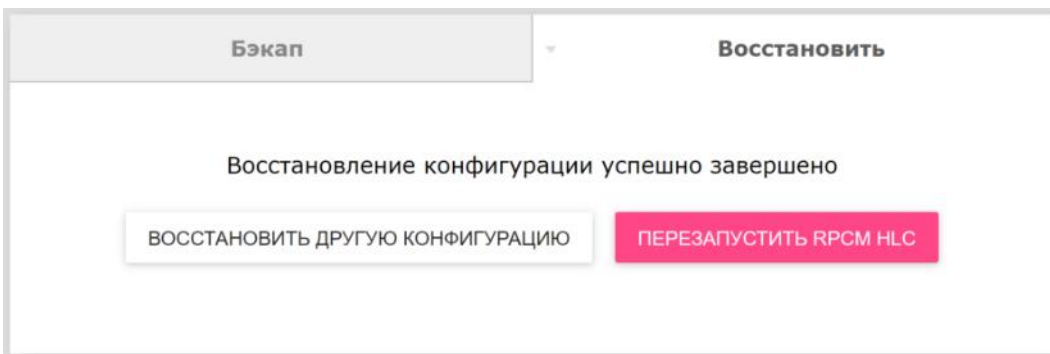 Бэкап
Восстановить
Восстановление конфигурации успешно завершено
ВОССТАНОВИТЬ ДРУГУЮ КОНФИГУРАЦИЮ
ПЕРЕЗАПУСТИТЬ RPCM HLC